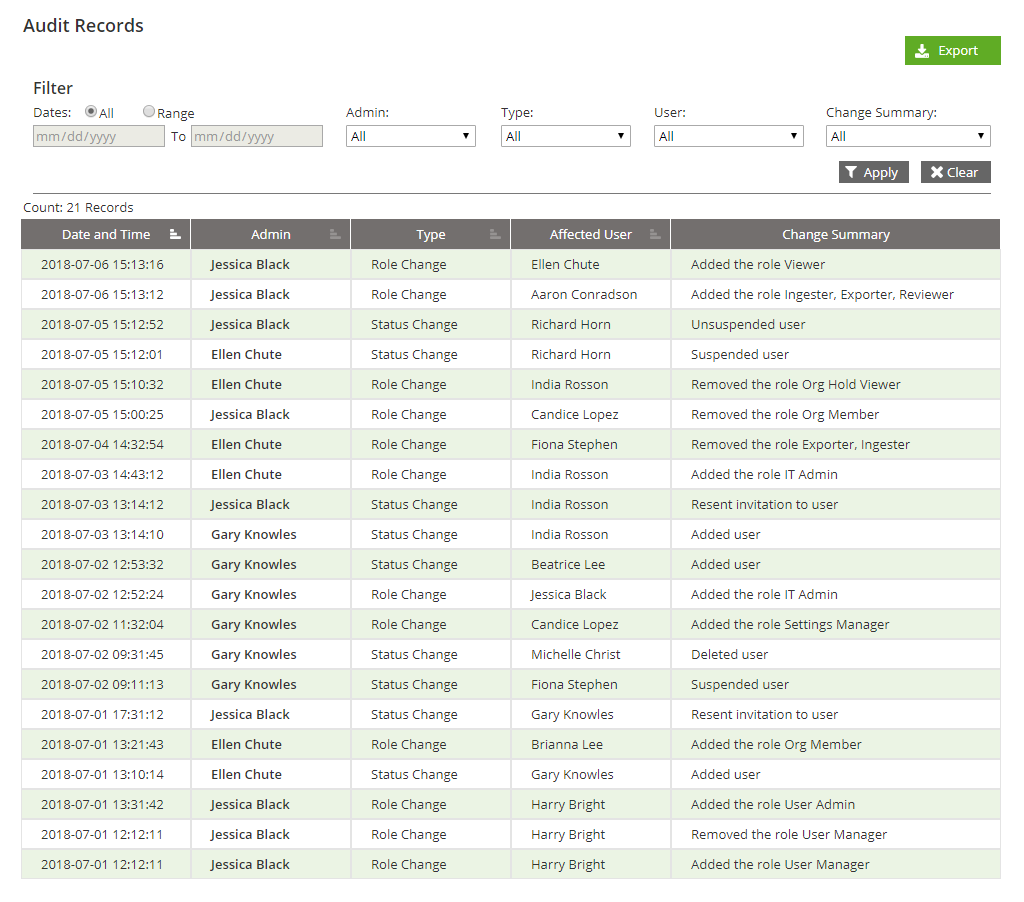 Audit Records
Export
Filter
Dates: All Range Admin: Type: User: Change Summary:
mm/dd/yyyy To mm/dd/yyyy All All All All
Apply Clear
Count: 21 Records
Date and Time Admin Type Affected User Change Summary
2018-07-06 15:13:16 Jessica Black Role Change Ellen Chute Added the role Viewer
2018-07-06 15:13:12 Jessica Black Role Change Aaron Conradson Added the role Ingester, Exporter, Reviewer
2018-07-05 15:12:52 Jessica Black Status Change Richard Horn Unsuspended user
2018-07-05 15:12:01 Ellen Chute Status Change Richard Horn Suspended user
2018-07-05 15:10:32 Ellen Chute Role Change India Rosson Removed the role Org Hold Viewer
2018-07-05 15:00:25 Jessica Black Role Change Candice Lopez Removed the role Org Member
2018-07-04 14:32:54 Ellen Chute Role Change Fiona Stephen Removed the role Exporter, Ingester
2018-07-03 14:43:12 Ellen Chute Role Change India Rosson Added the role IT Admin
2018-07-03 13:14:12 Jessica Black Status Change India Rosson Resent invitation to user
2018-07-03 13:14:10 Gary Knowles Status Change India Rosson Added user
2018-07-02 12:53:32 Gary Knowles Status Change Beatrice Lee Added user
2018-07-02 12:52:24 Gary Knowles Role Change Jessica Black Added the role IT Admin
2018-07-02 11:32:04 Gary Knowles Role Change Candice Lopez Added the role Settings Manager
2018-07-02 09:31:45 Gary Knowles Status Change Michelle Christ Deleted user
2018-07-02 09:11:13 Gary Knowles Status Change Fiona Stephen Suspended user
2018-07-01 17:31:12 Jessica Black Status Change Gary Knowles Resent invitation to user
2018-07-01 13:21:43 Ellen Chute Role Change Brianna Lee Added the role Org Member
2018-07-01 13:10:14 Ellen Chute Status Change Gary Knowles Added user
2018-07-01 13:31:42 Jessica Black Role Change Harry Bright Added the role User Admin
2018-07-01 12:12:11 Jessica Black Role Change Harry Bright Removed the role User Manager
2018-07-01 12:12:11 Jessica Black Role Change Harry Bright Added the role User Manager